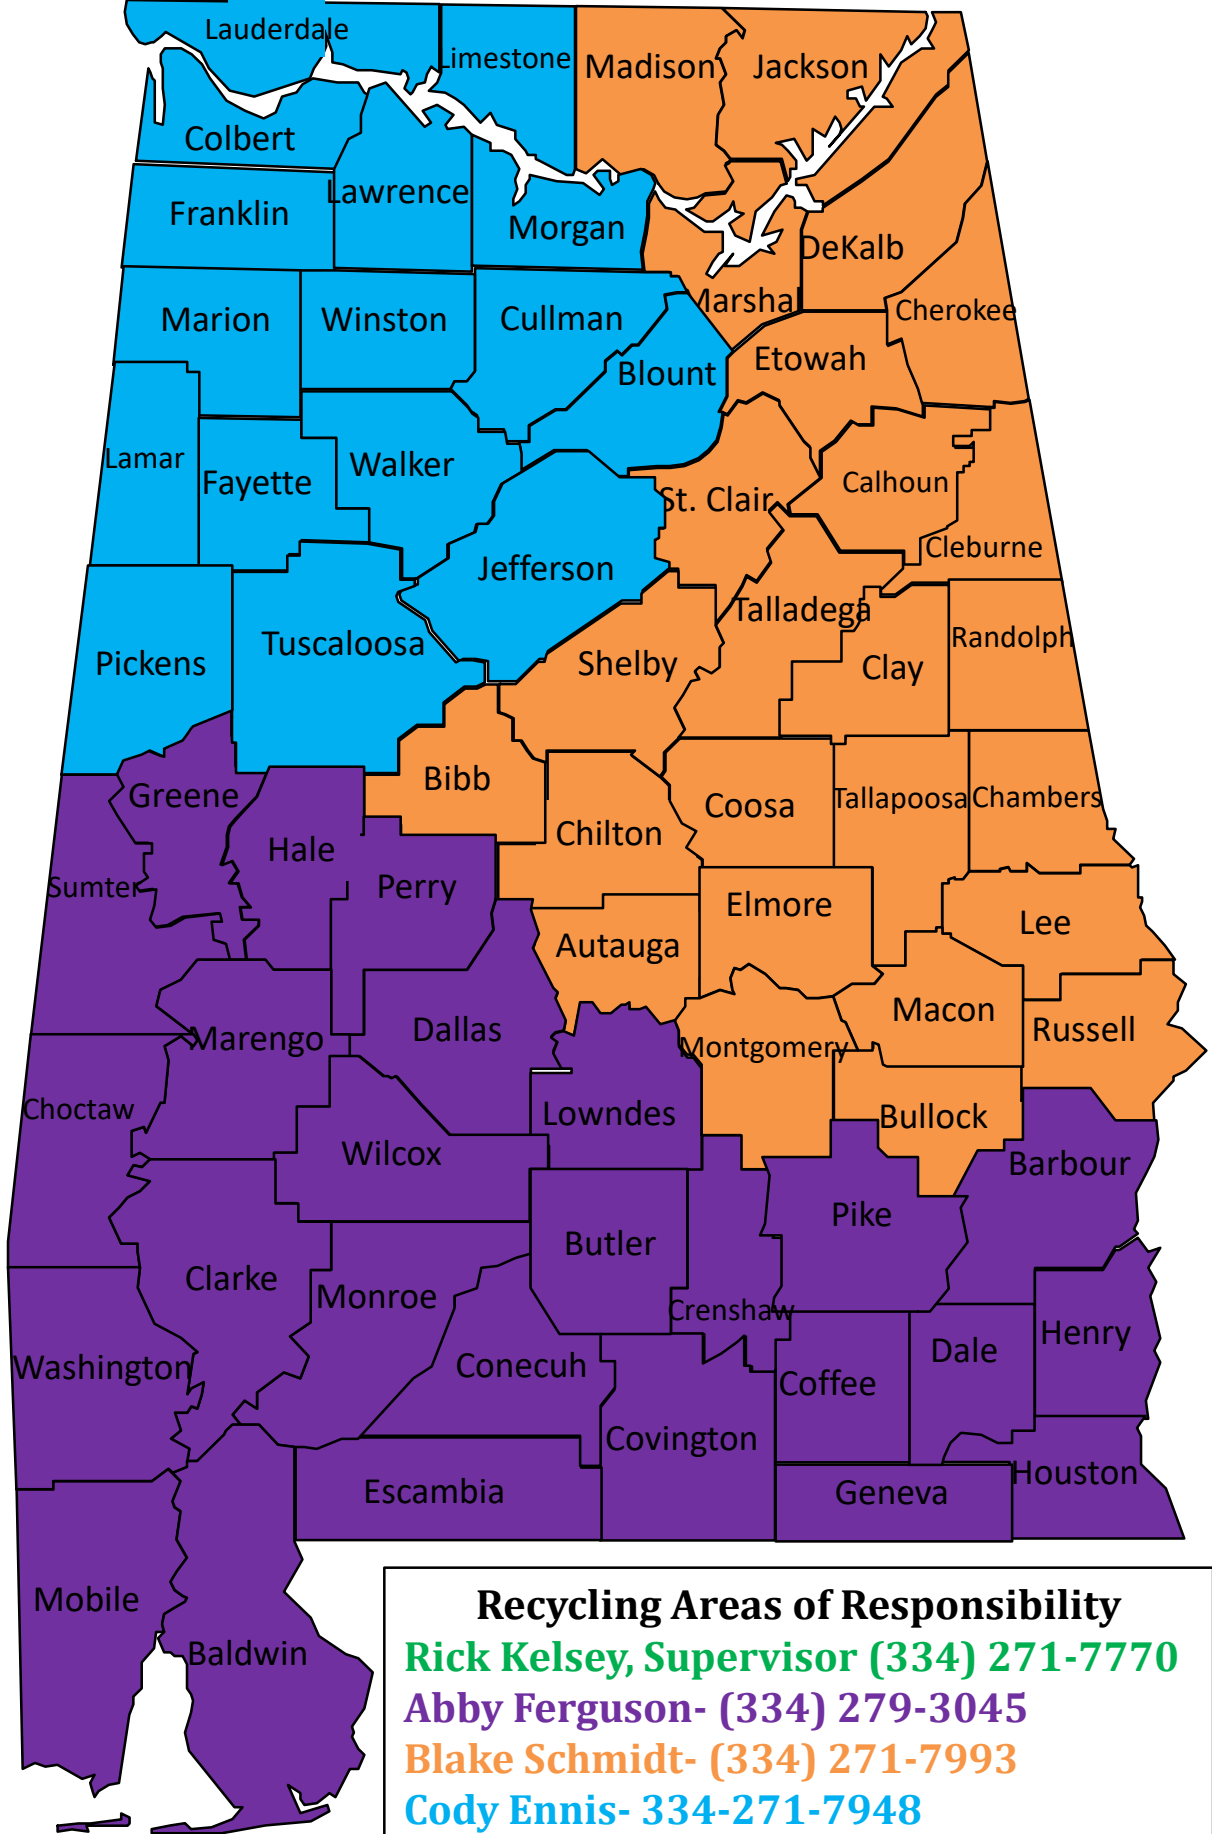 Lauderdale
Limestone
Madison
Jackson
Colbert
Lawrence
Franklin
Morgan
DeKalb
Marshal
Cherokee
Marion
Winston
Cullman
Etowah
Blount
Lamar
Fayette
Walker
St. Clair
Calhoun
Cleburne
Jefferson
Talladega
Randolph
Pickens
Tuscaloosa
Shelby
Clay
Greene
Bibb
Coosa
Tallapoosa
Chambers
Hale
Chilton
Sumter
Perry
Elmore
Lee
Autauga
Marengo
Dallas
Macon
Russell
Montgomery
Choctaw
Lowndes
Bullock
Wilcox
Barbour
Pike
Butler
Clarke
Monroe
Crenshaw
Henry
Dale
Washington
Conecuh
Coffee
Covington
Escambia
Geneva
Houston
Mobile
Baldwin
Recycling Areas of Responsibility
Rick Kelsey, Supervisor (334) 271-7770
Abby Ferguson- (334) 279-3045
Blake Schmidt- (334) 271-7993
Cody Ennis- 334-271-7948